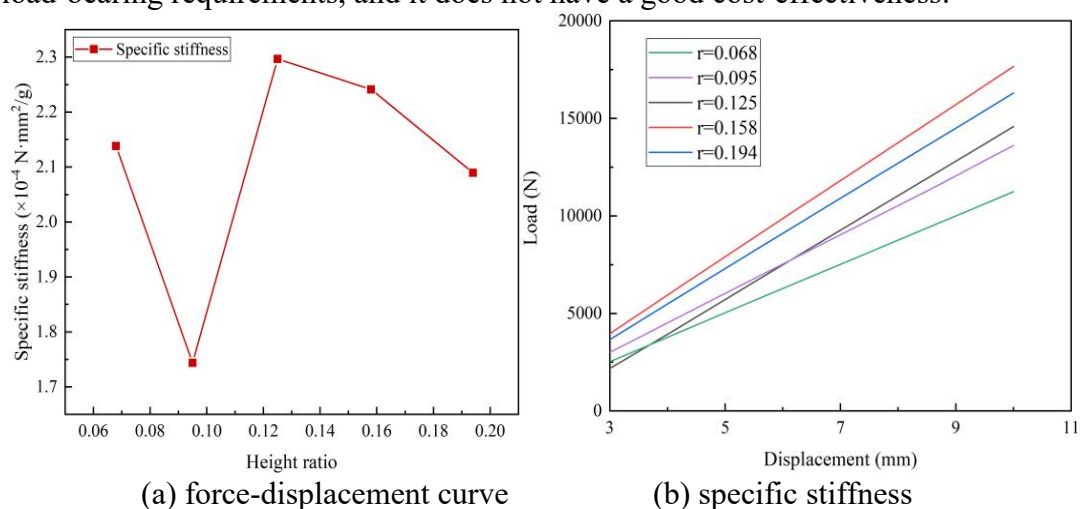 load-bearing requirements, and it does not have a good cost-effectiveness.
Specific stiffness
2.3
2.2
2.1
2.0
1.9
1.8
1.7
Specific stiffness (×10⁻⁴ N·mm²/g)
0.06 0.08 0.10 0.12 0.14 0.16 0.18 0.20
Height ratio
r=0.068
r=0.095
r=0.125
r=0.158
r=0.194
20000
15000
10000
5000
0
Load (N)
3 5 7 9 11
Displacement (mm)
(a) force-displacement curve (b) specific stiffness